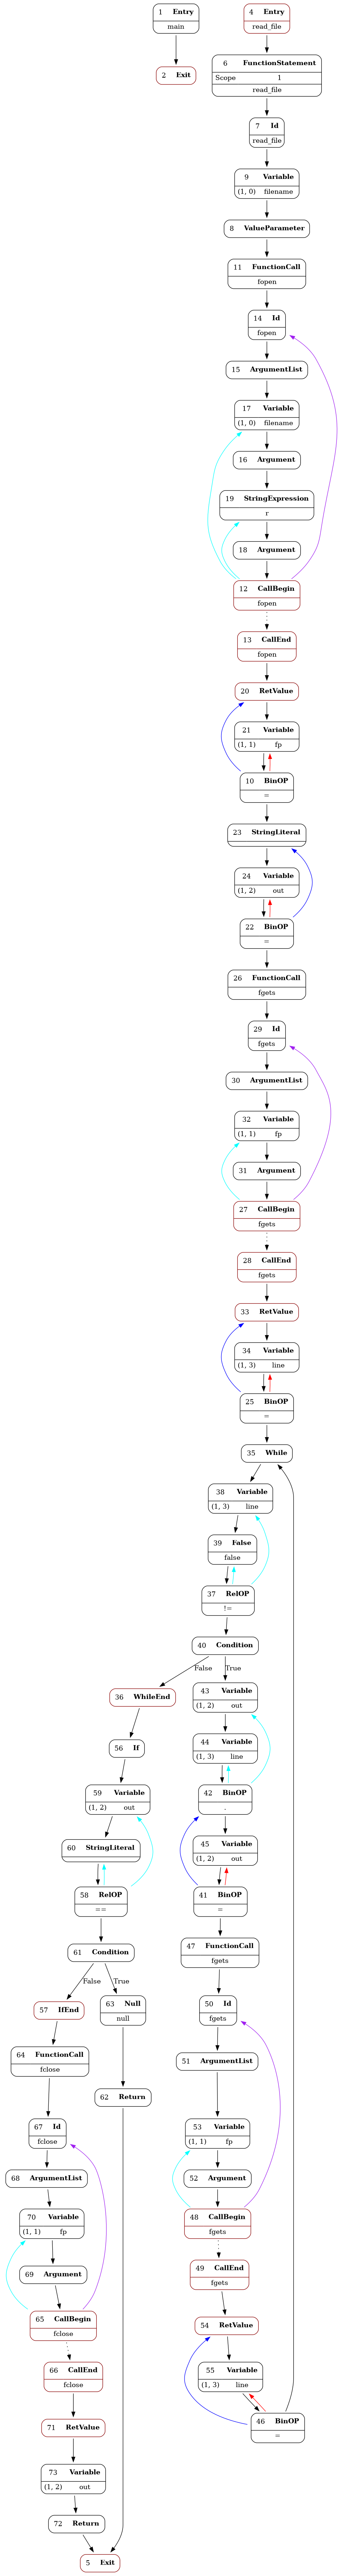 1 Entry
main
2 Exit
4 Entry
read_file
6 FunctionStatement
Scope 1
read_file
7 Id
read_file
9 Variable
(1, 0) filename
8 ValueParameter
11 FunctionCall
fopen
14 Id
fopen
15 ArgumentList
17 Variable
(1, 0) filename
16 Argument
19 StringExpression
r
18 Argument
12 CallBegin
fopen
13 CallEnd
fopen
20 RetValue
21 Variable
(1, 1) fp
10 BinOP
=
23 StringLiteral
24 Variable
(1, 2) out
22 BinOP
=
26 FunctionCall
fgets
29 Id
fgets
30 ArgumentList
32 Variable
(1, 1) fp
31 Argument
27 CallBegin
fgets
28 CallEnd
fgets
33 RetValue
34 Variable
(1, 3) line
25 BinOP
=
35 While
38 Variable
(1, 3) line
39 False
false
37 RelOP
!=
40 Condition
False True
36 WhileEnd
43 Variable
(1, 2) out
56 If
44 Variable
(1, 3) line
59 Variable
(1, 2) out
42 BinOP
.
60 StringLiteral
45 Variable
(1, 2) out
58 RelOP
==
41 BinOP
=
61 Condition
False True
47 FunctionCall
fgets
57 IfEnd
63 Null
null
50 Id
fgets
64 FunctionCall
fclose
51 ArgumentList
62 Return
67 Id
fclose
53 Variable
(1, 1) fp
68 ArgumentList
52 Argument
70 Variable
(1, 1) fp
48 CallBegin
fgets
69 Argument
49 CallEnd
fgets
65 CallBegin
fclose
54 RetValue
66 CallEnd
fclose
55 Variable
(1, 3) line
71 RetValue
46 BinOP
=
73 Variable
(1, 2) out
72 Return
5 Exit